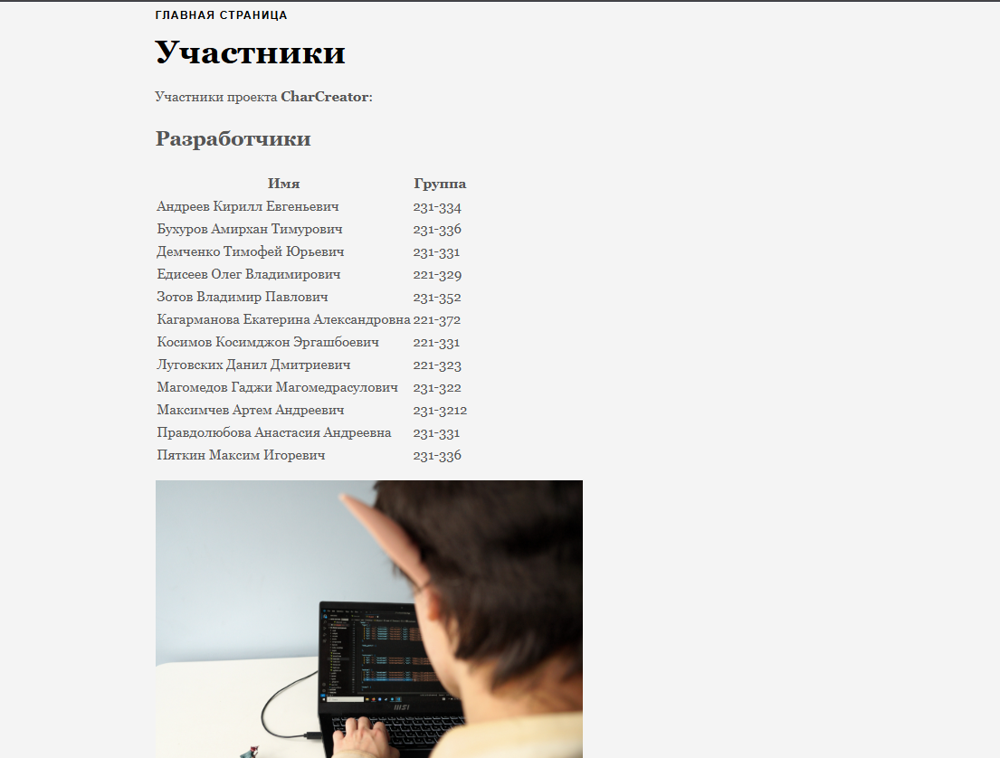 ГЛАВНАЯ СТРАНИЦА
Участники
Участники проекта CharCreator:
Разработчики
Имя Группа
Андреев Кирилл Евгеньевич 231-334
Бухуров Амирхан Тимурович 231-336
Демченко Тимофей Юрьевич 231-331
Едисеев Олег Владимирович 221-329
Зотов Владимир Павлович 231-352
Кагарманова Екатерина Александровна 221-372
Косимов Косимджон Эргашбоевич 221-331
Луговских Данил Дмитриевич 221-323
Магомедов Гаджи Магомедрасулович 231-322
Максимчев Артем Андреевич 231-3212
Правдолюбова Анастасия Андреевна 231-331
Пяткин Максим Игоревич 231-336
msi